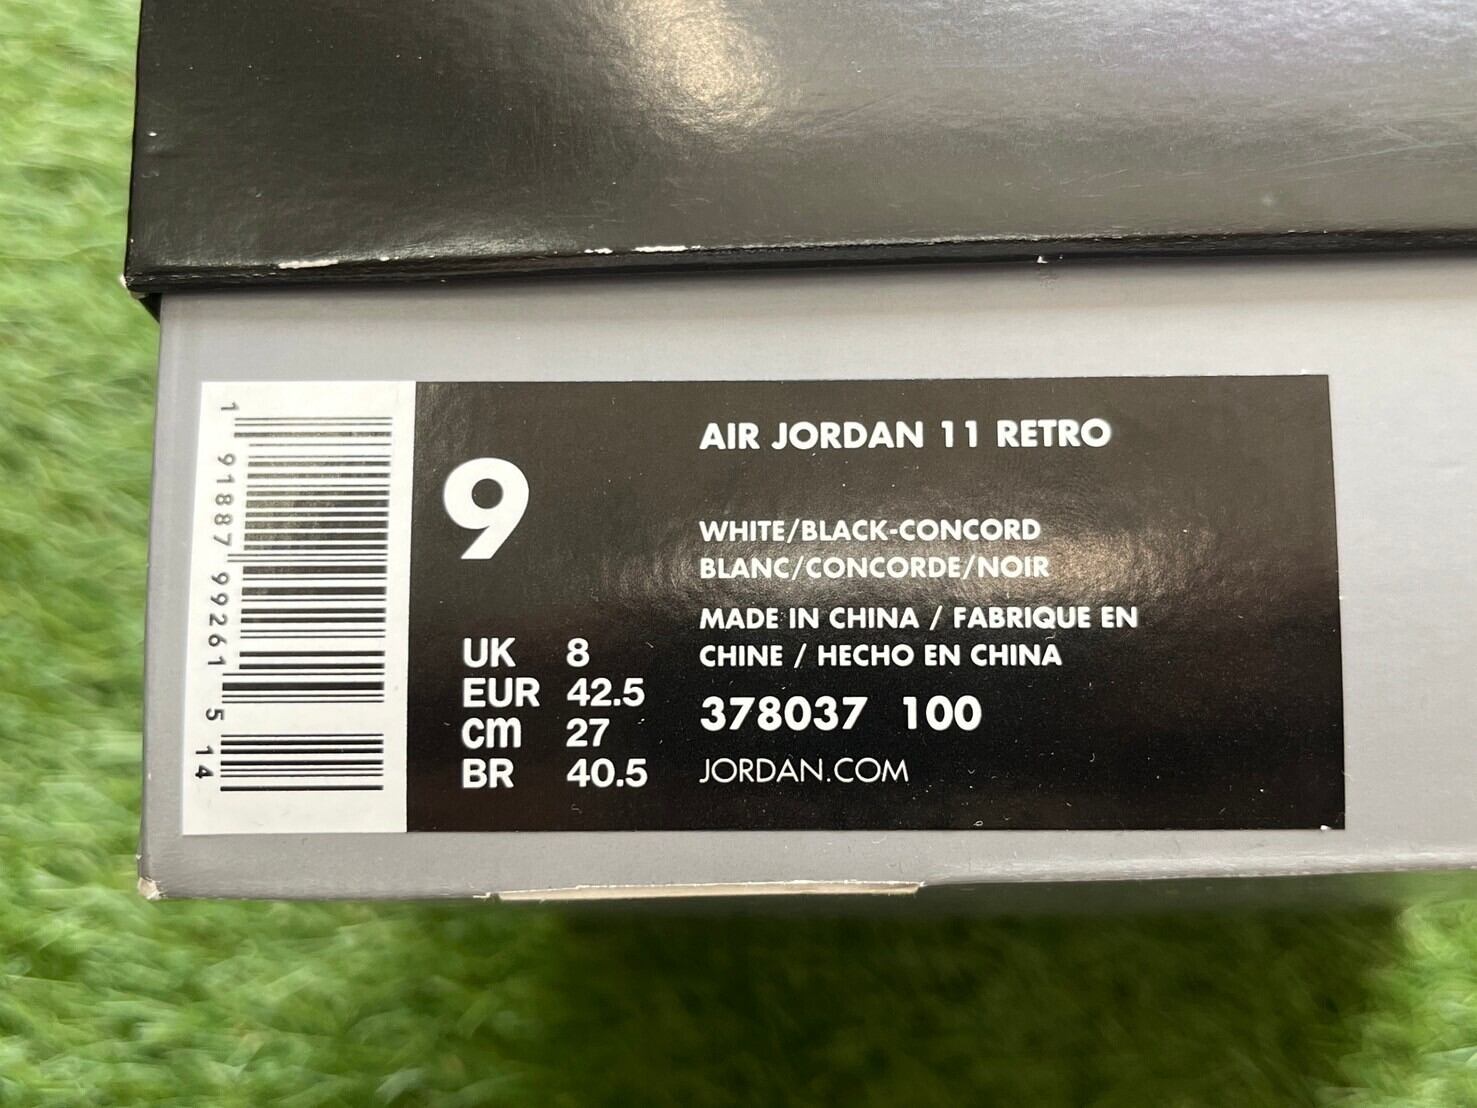 1 91887 99261 5 14
9
UK 8
EUR 42.5
cm 27
BR 40.5
AIR JORDAN 11 RETRO
WHITE/BLACK-CONCORD
BLANC/CONCORDE/NOIR
MADE IN CHINA / FABRIQUE EN
CHINE / HECHO EN CHINA
378037 100
JORDAN.COM